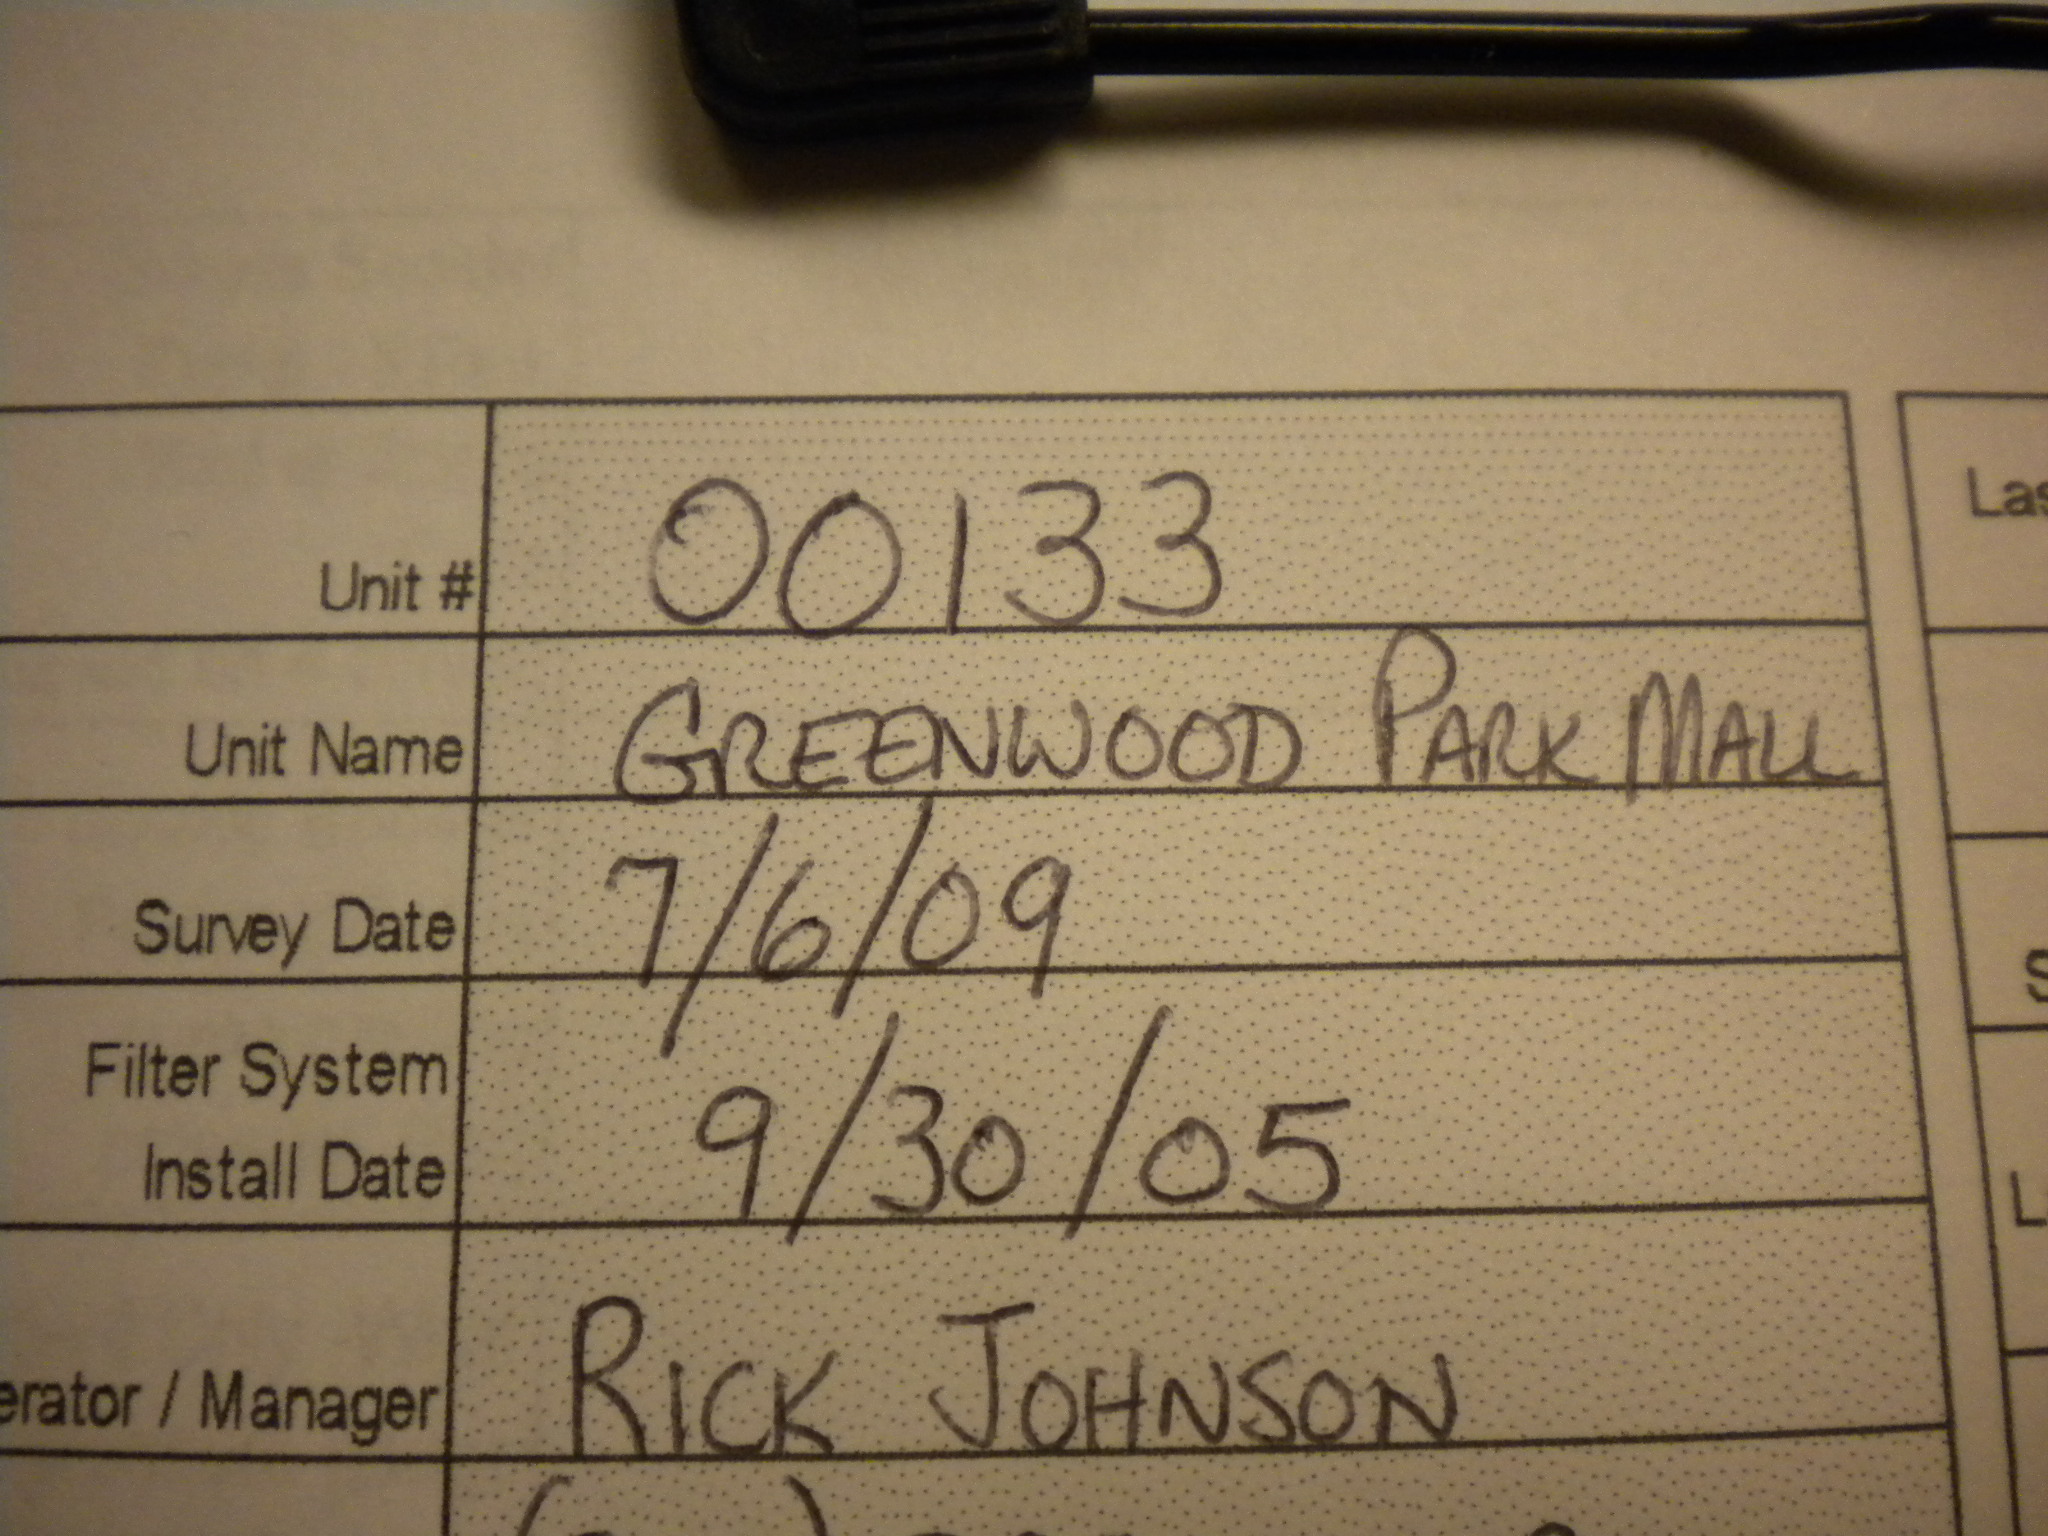 Unit # 00133
Unit Name GREENWOOD PARK MALL
Survey Date 7/6/09
Filter System
Install Date 9/30/05
erator / Manager RICK JOHNSON
Las
S
L